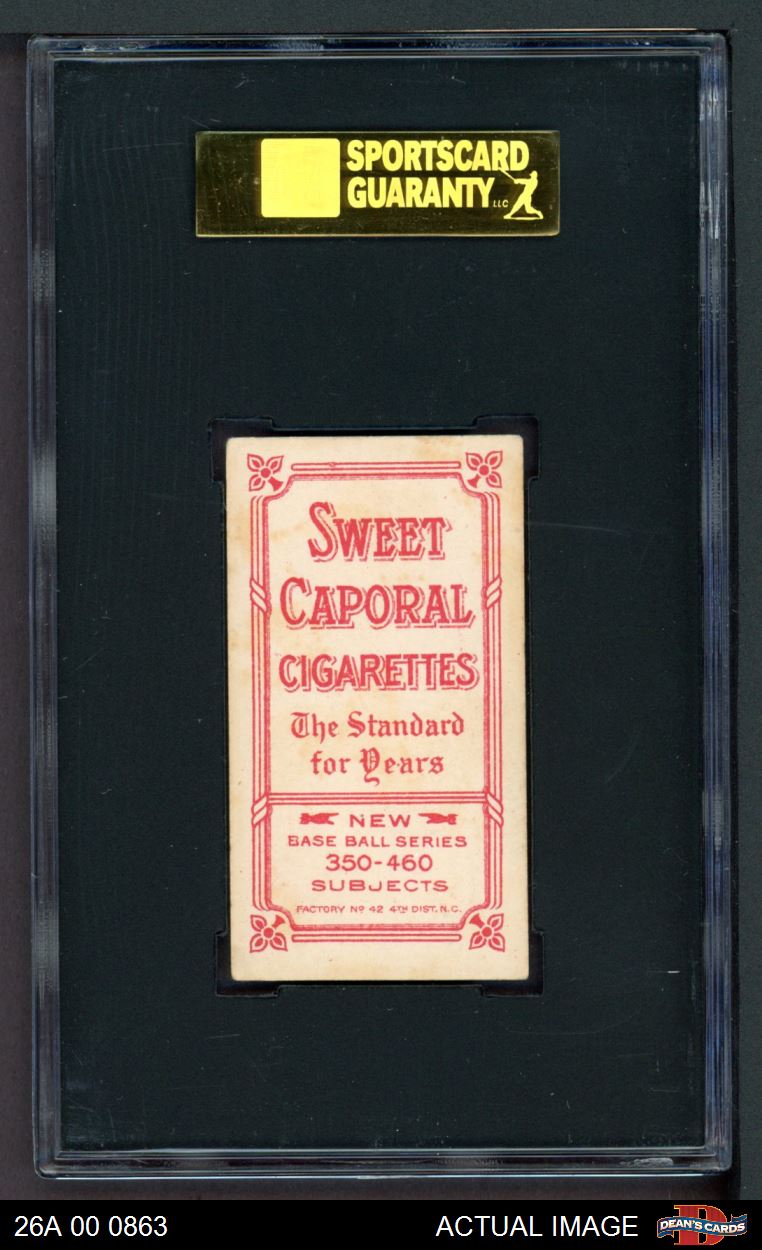 SPORTSCARD
GUARANTY LLC
SWEET
CAPORAL
CIGARETTES
The Standard
for Years
NEW
BASE BALL SERIES
350-460
SUBJECTS
FACTORY Nº 42 4TH DIST. N.C.
26A 00 0863
ACTUAL IMAGE
DEAN'S CARDS